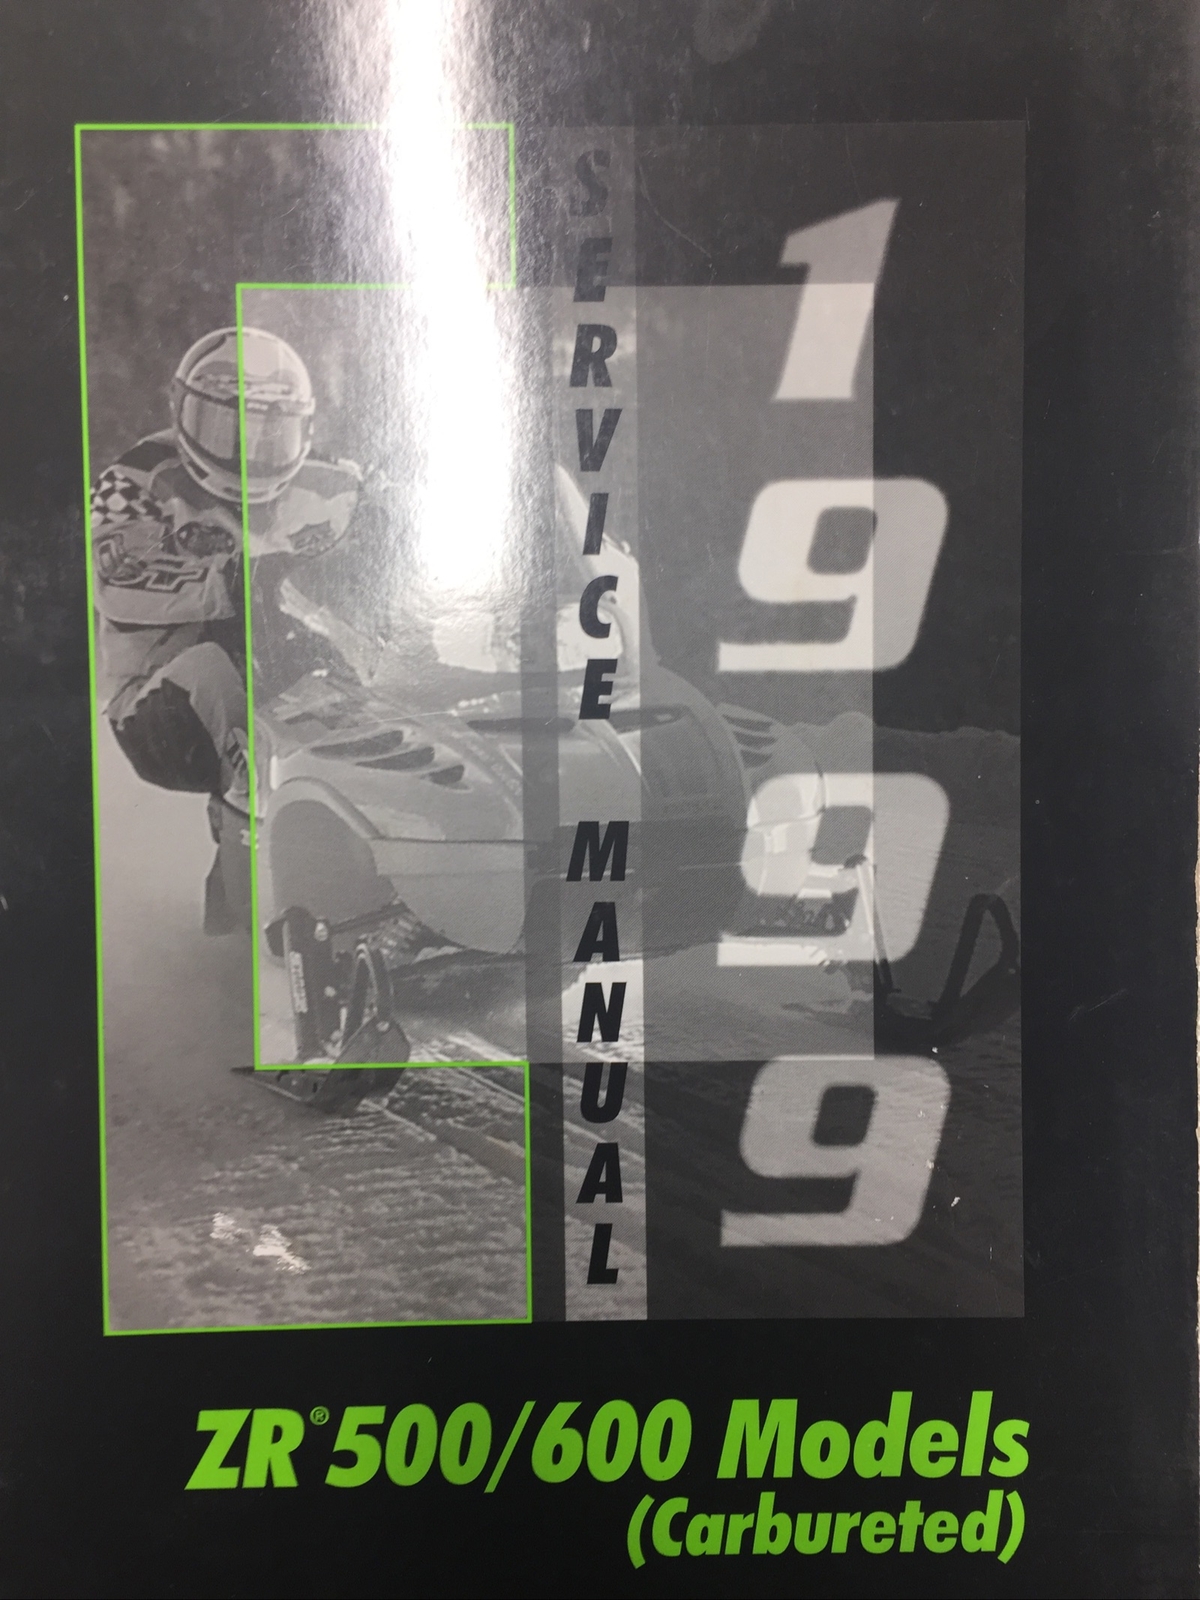 SERVICE MANUAL
1999
ZR® 500/600 Models
(Carbureted)